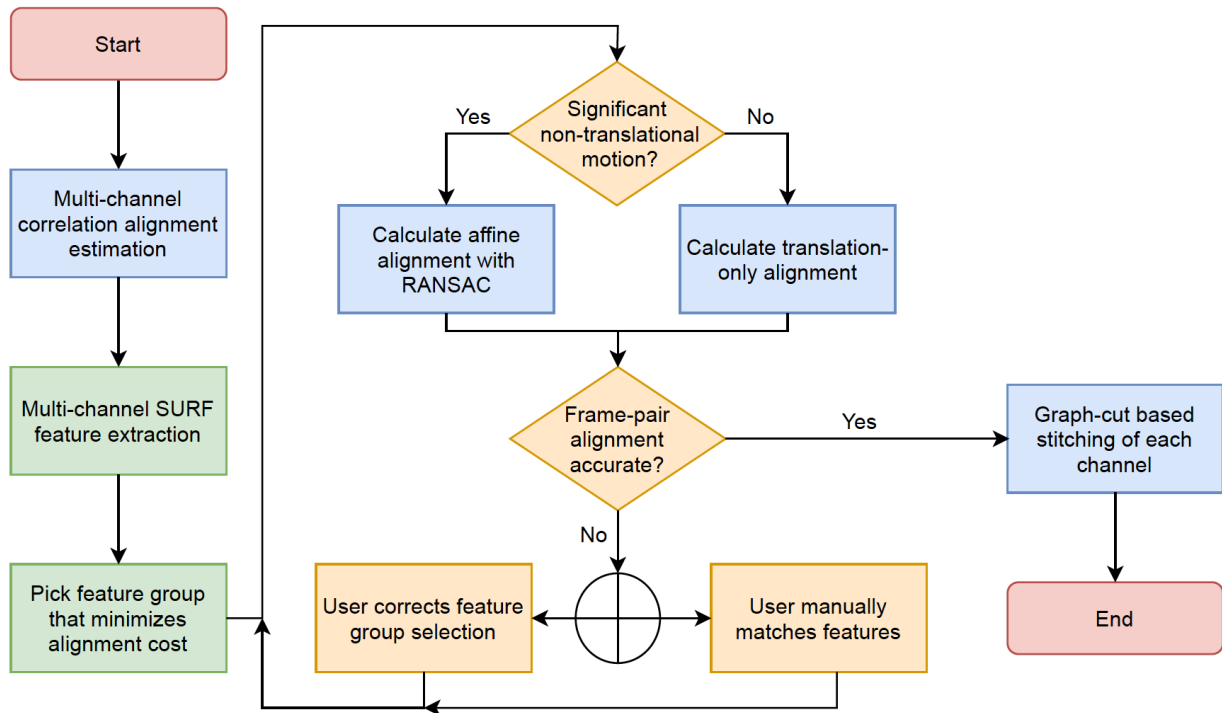 Start
Multi-channel
correlation alignment
estimation
Multi-channel SURF
feature extraction
Pick feature group
that minimizes
alignment cost
Significant
non-translational
motion?
Yes
No
Calculate affine
alignment with
RANSAC
Calculate translation-
only alignment
Frame-pair
alignment
accurate?
Yes
No
User corrects feature
group selection
User manually
matches features
Graph-cut based
stitching of each
channel
End